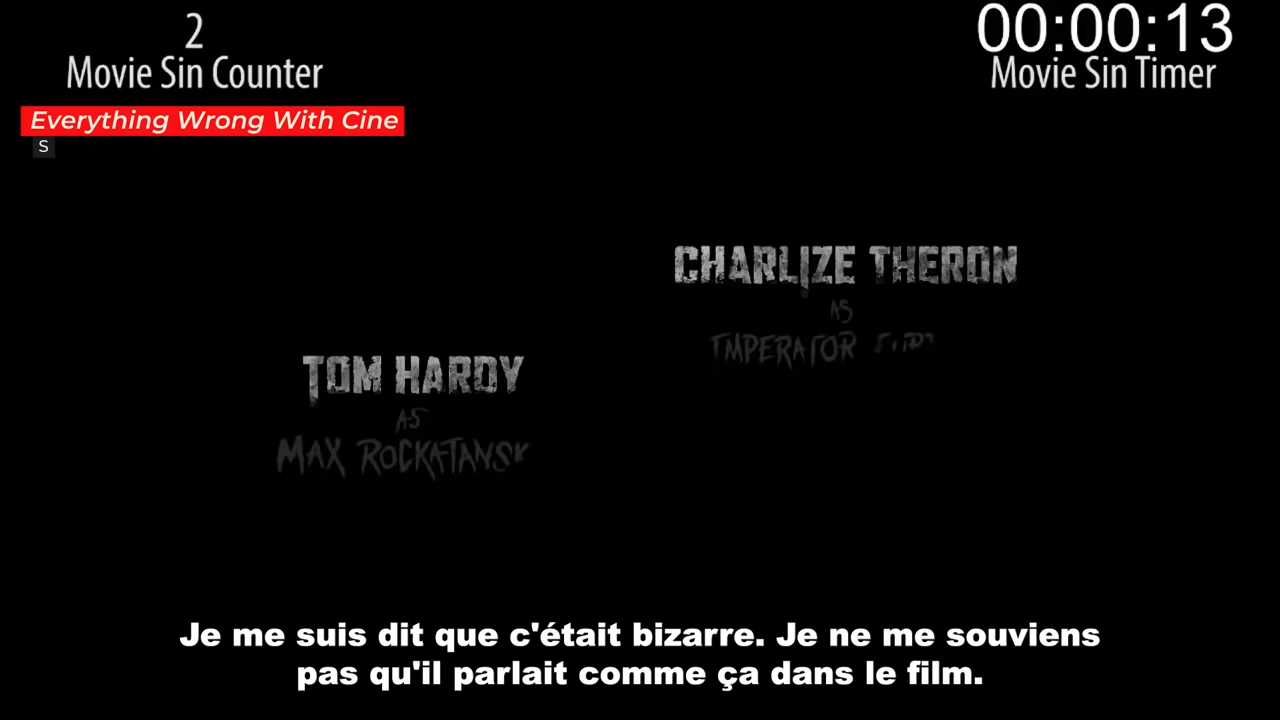 2
Movie Sin Counter
00:00:13
Movie Sin Timer
Everything Wrong With Cine
S
CHARLIZE THERON
AS
IMPERATOR
TOM HARDY
AS
MAX ROCKATANSK
Je me suis dit que c'était bizarre. Je ne me souviens
pas qu'il parlait comme ça dans le film.